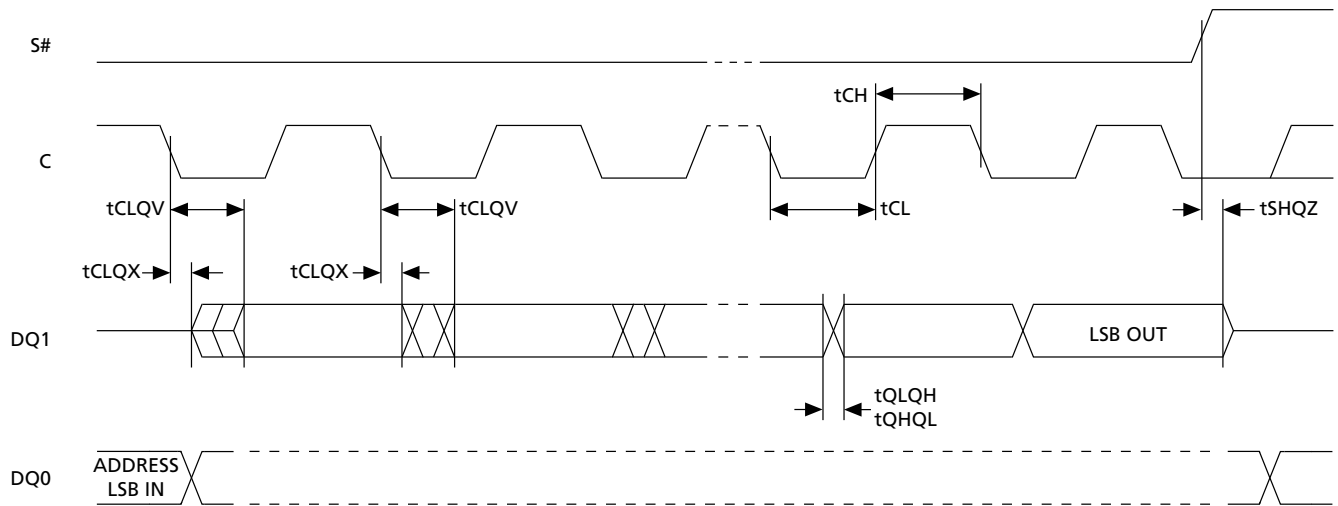 S#
tCH
C
tCLQV
tCLQV
tCL
tSHQZ
tCLQX
tCLQX
DQ1
LSB OUT
tQLQH
tQHQL
DQ0
ADDRESS
LSB IN